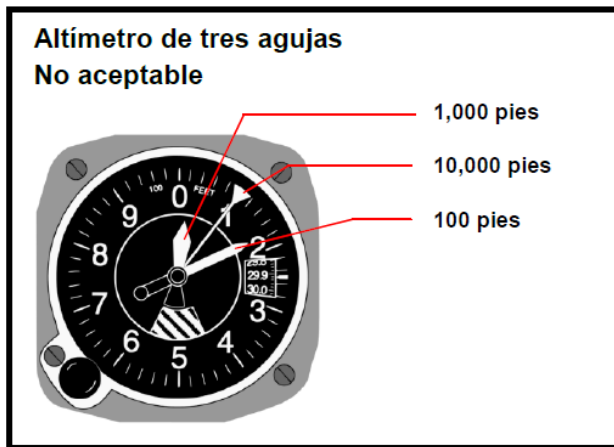 Altímetro de tres agujas
No aceptable
1,000 pies
10,000 pies
100 pies
100 FEET
0
1
2
3
4
5
6
7
8
9
29.9
30.0